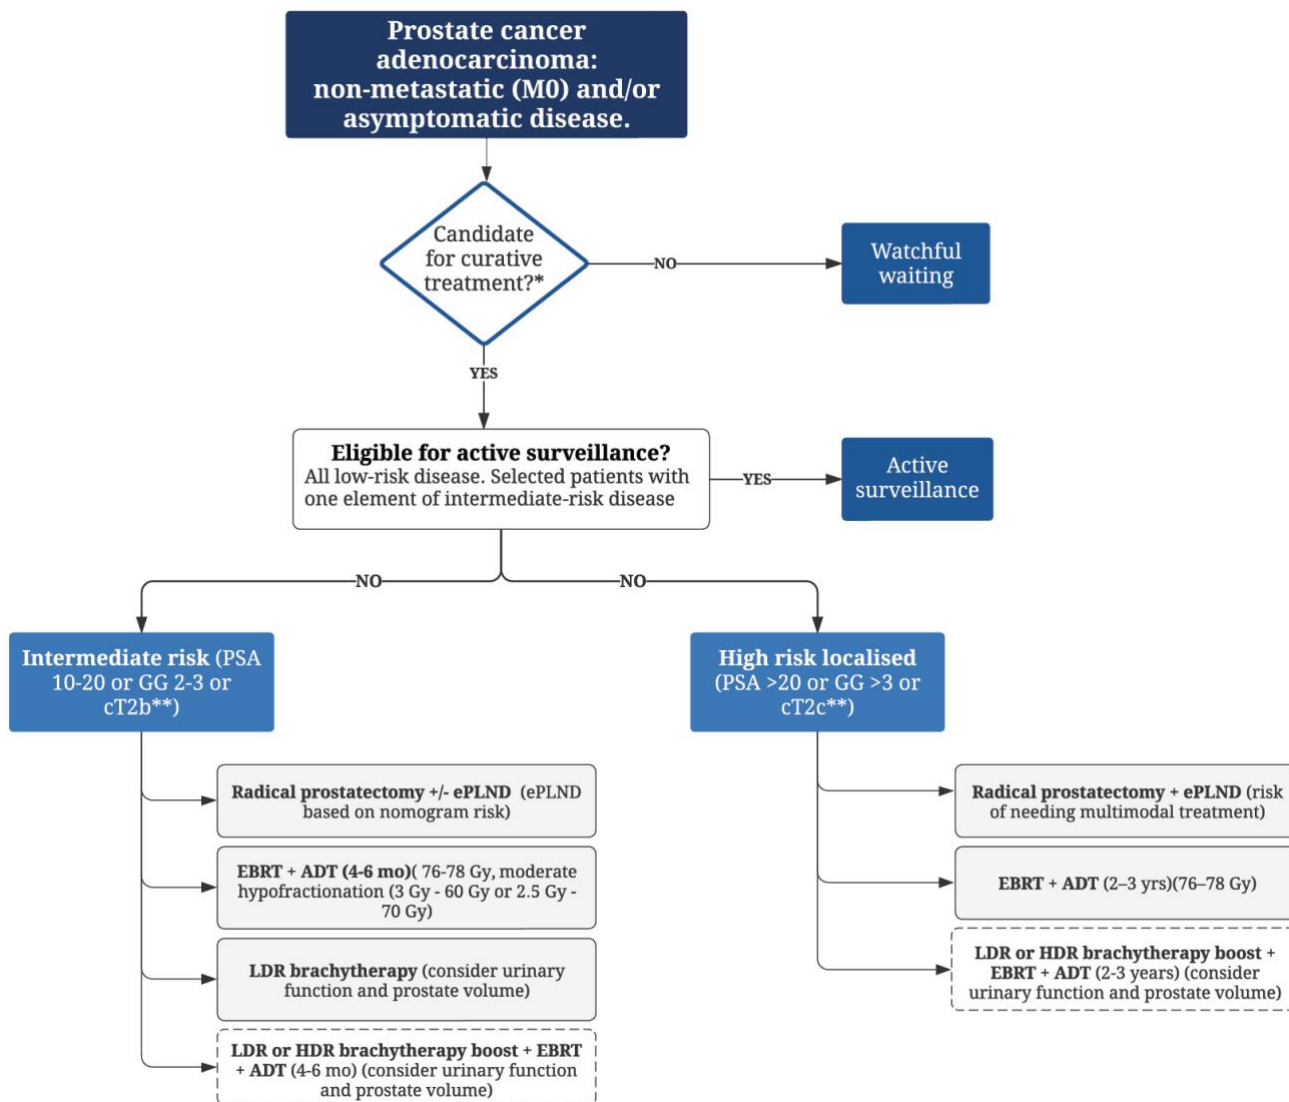 Prostate cancer
adenocarcinoma:
non-metastatic (M0) and/or
asymptomatic disease.
Candidate
for curative
treatment?*
NO
Watchful
waiting
YES
Eligible for active surveillance?
All low-risk disease. Selected patients with
one element of intermediate-risk disease
YES
Active
surveillance
NO
NO
Intermediate risk (PSA
10-20 or GG 2-3 or
cT2b**)
High risk localised
(PSA >20 or GG >3 or
cT2c**)
Radical prostatectomy +/- ePLND (ePLND
based on nomogram risk)
EBRT + ADT (4-6 mo)( 76-78 Gy, moderate
hypofractionation (3 Gy - 60 Gy or 2.5 Gy -
70 Gy)
LDR brachytherapy (consider urinary
function and prostate volume)
LDR or HDR brachytherapy boost + EBRT
+ ADT (4-6 mo) (consider urinary function
and prostate volume)
Radical prostatectomy + ePLND (risk
of needing multimodal treatment)
EBRT + ADT (2–3 yrs)(76–78 Gy)
LDR or HDR brachytherapy boost +
EBRT + ADT (2-3 years) (consider
urinary function and prostate volume)